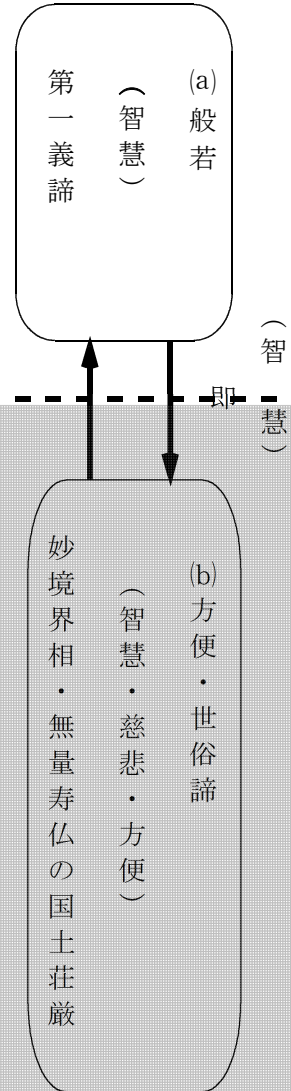 (a)般若
（智慧）
第一義諦
（智慧）
即
(b)方便・世俗諦
（智慧・慈悲・方便）
妙境界相・無量寿仏の国土荘厳